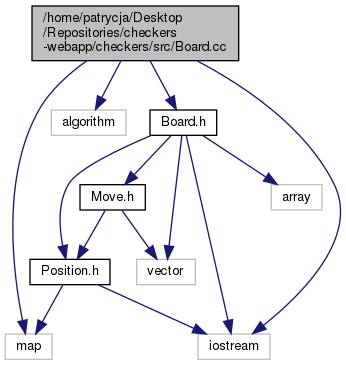 /home/patrycja/Desktop
/Repositories/checkers
-webapp/checkers/src/Board.cc
algorithm
Board.h
Move.h
array
Position.h
vector
map
iostream